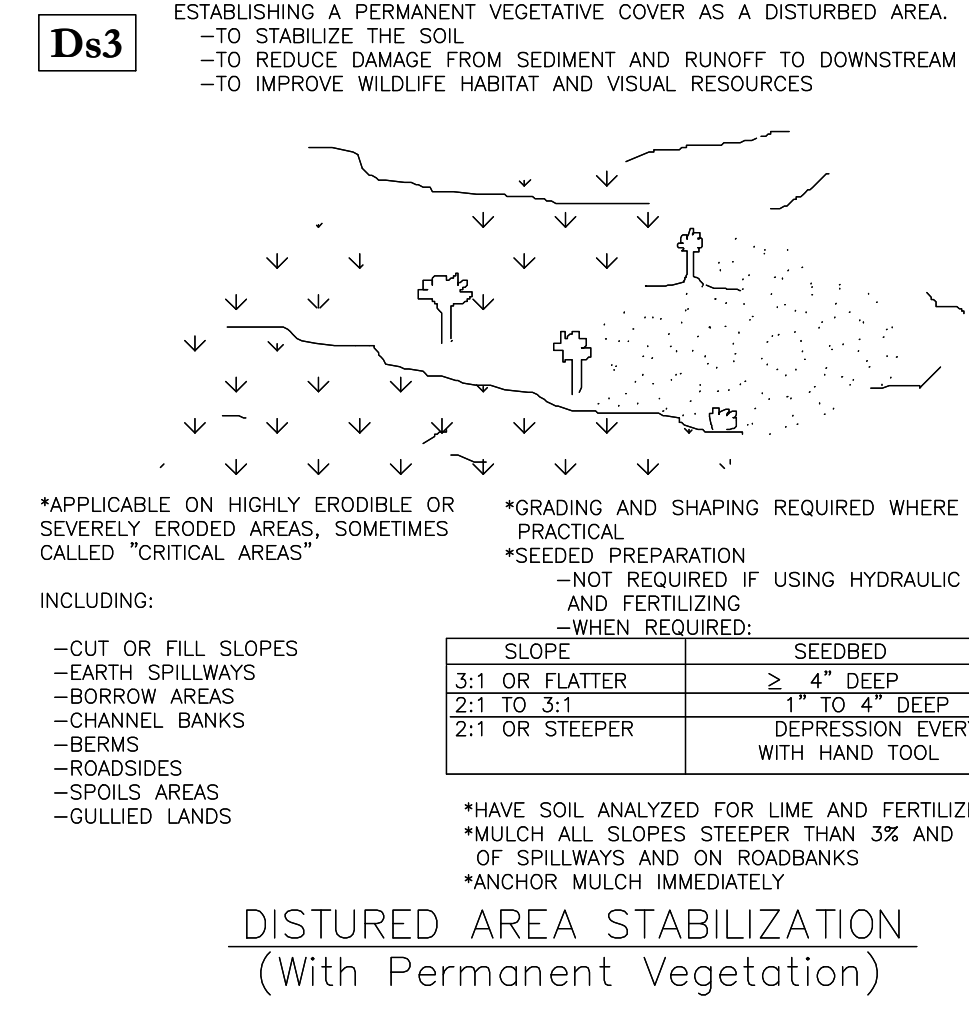 Ds3
ESTABLISHING A PERMANENT VEGETATIVE COVER AS A DISTURBED AREA.
–TO STABILIZE THE SOIL
–TO REDUCE DAMAGE FROM SEDIMENT AND RUNOFF TO DOWNSTREAM
–TO IMPROVE WILDLIFE HABITAT AND VISUAL RESOURCES
*APPLICABLE ON HIGHLY ERODIBLE OR
SEVERELY ERODED AREAS, SOMETIMES
CALLED "CRITICAL AREAS"
INCLUDING:
–CUT OR FILL SLOPES
–EARTH SPILLWAYS
–BORROW AREAS
–CHANNEL BANKS
–BERMS
–ROADSIDES
–SPOILS AREAS
–GULLIED LANDS
*GRADING AND SHAPING REQUIRED WHERE
PRACTICAL
*SEEDED PREPARATION
–NOT REQUIRED IF USING HYDRAULIC
AND FERTILIZING
–WHEN REQUIRED:
SLOPE SEEDBED
3:1 OR FLATTER ≥ 4" DEEP
2:1 TO 3:1 1" TO 4" DEEP
2:1 OR STEEPER DEPRESSION
WITH HAND TOOL
*HAVE SOIL ANALYZED FOR LIME AND
*MULCH ALL SLOPES STEEPER THAN 3% AND
OF SPILLWAYS AND ON ROADBANKS
*ANCHOR MULCH IMMEDIATELY
DISTURED AREA STABILIZATION
(With Permanent Vegetation)